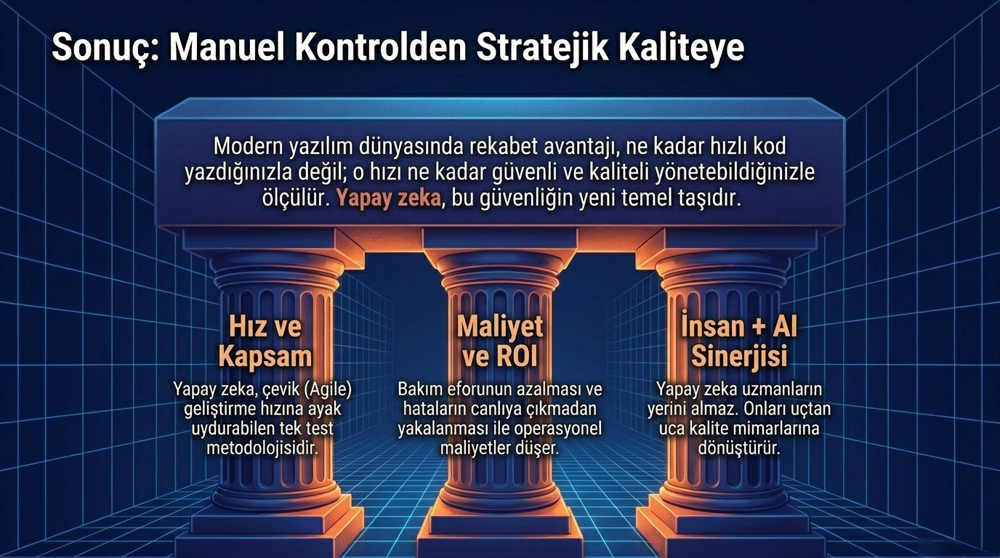 Sonuç: Manuel Kontrolden Stratejik Kaliteye
Modern yazılım dünyasında rekabet avantajı, ne kadar hızlı kod
yazdığınızla değil; o hızı ne kadar güvenli ve kaliteli yönetebildiğinizle
ölçülür. Yapay zeka, bu güvenliğin yeni temel taşıdır.
Hız ve
Kapsam
Yapay zeka, çevik (Agile)
geliştirme hızına ayak
uydurabilen tek test
metodolojisidir.
Maliyet
ve ROI
Bakım eforunun azalması ve
hataların canlıya çıkmadan
yakalanması ile operasyonel
maliyetler düşer.
İnsan + AI
Sinerjisi
Yapay zeka uzmanların
yerini almaz. Onları uçtan
uca kalite mimarlarına
dönüştürür.